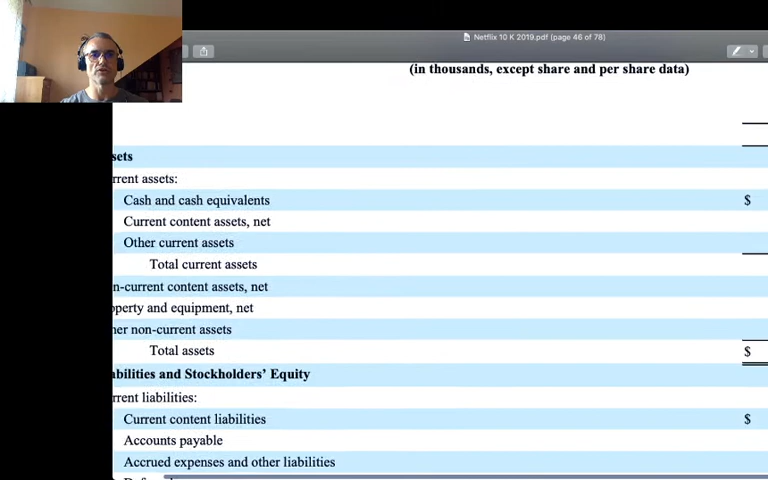 Netflix 10 K 2019.pdf (page 46 of 78)
(in thousands, except share and per share data)
sets
rrent assets:
Cash and cash equivalents $
Current content assets, net
Other current assets
Total current assets
n-current content assets, net
operty and equipment, net
her non-current assets
Total assets $
abilities and Stockholders' Equity
rrent liabilities:
Current content liabilities $
Accounts payable
Accrued expenses and other liabilities